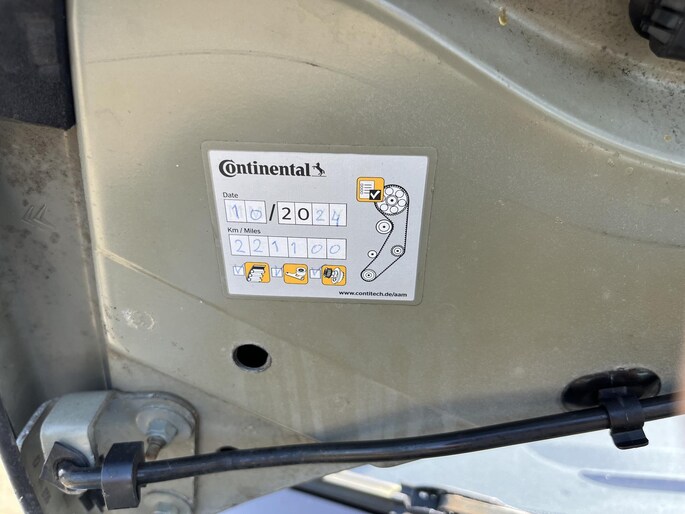 Continental
Date
10/2024
Km / Miles
221100
www.contitech.de/aam